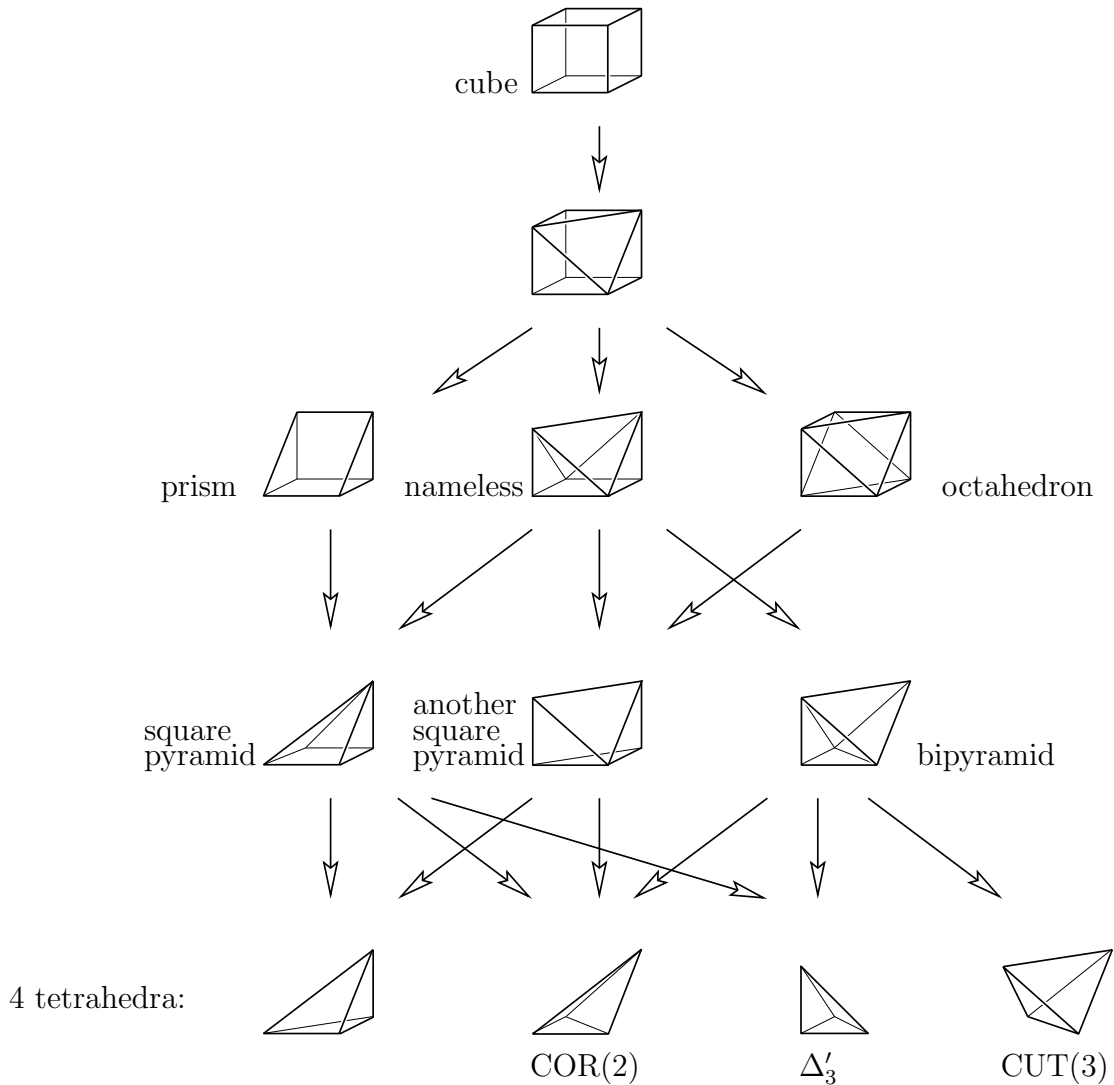 cube
prism
nameless
octahedron
square
pyramid
another
square
pyramid
bipyramid
4 tetrahedra:
COR(2)
Δ′₃
CUT(3)